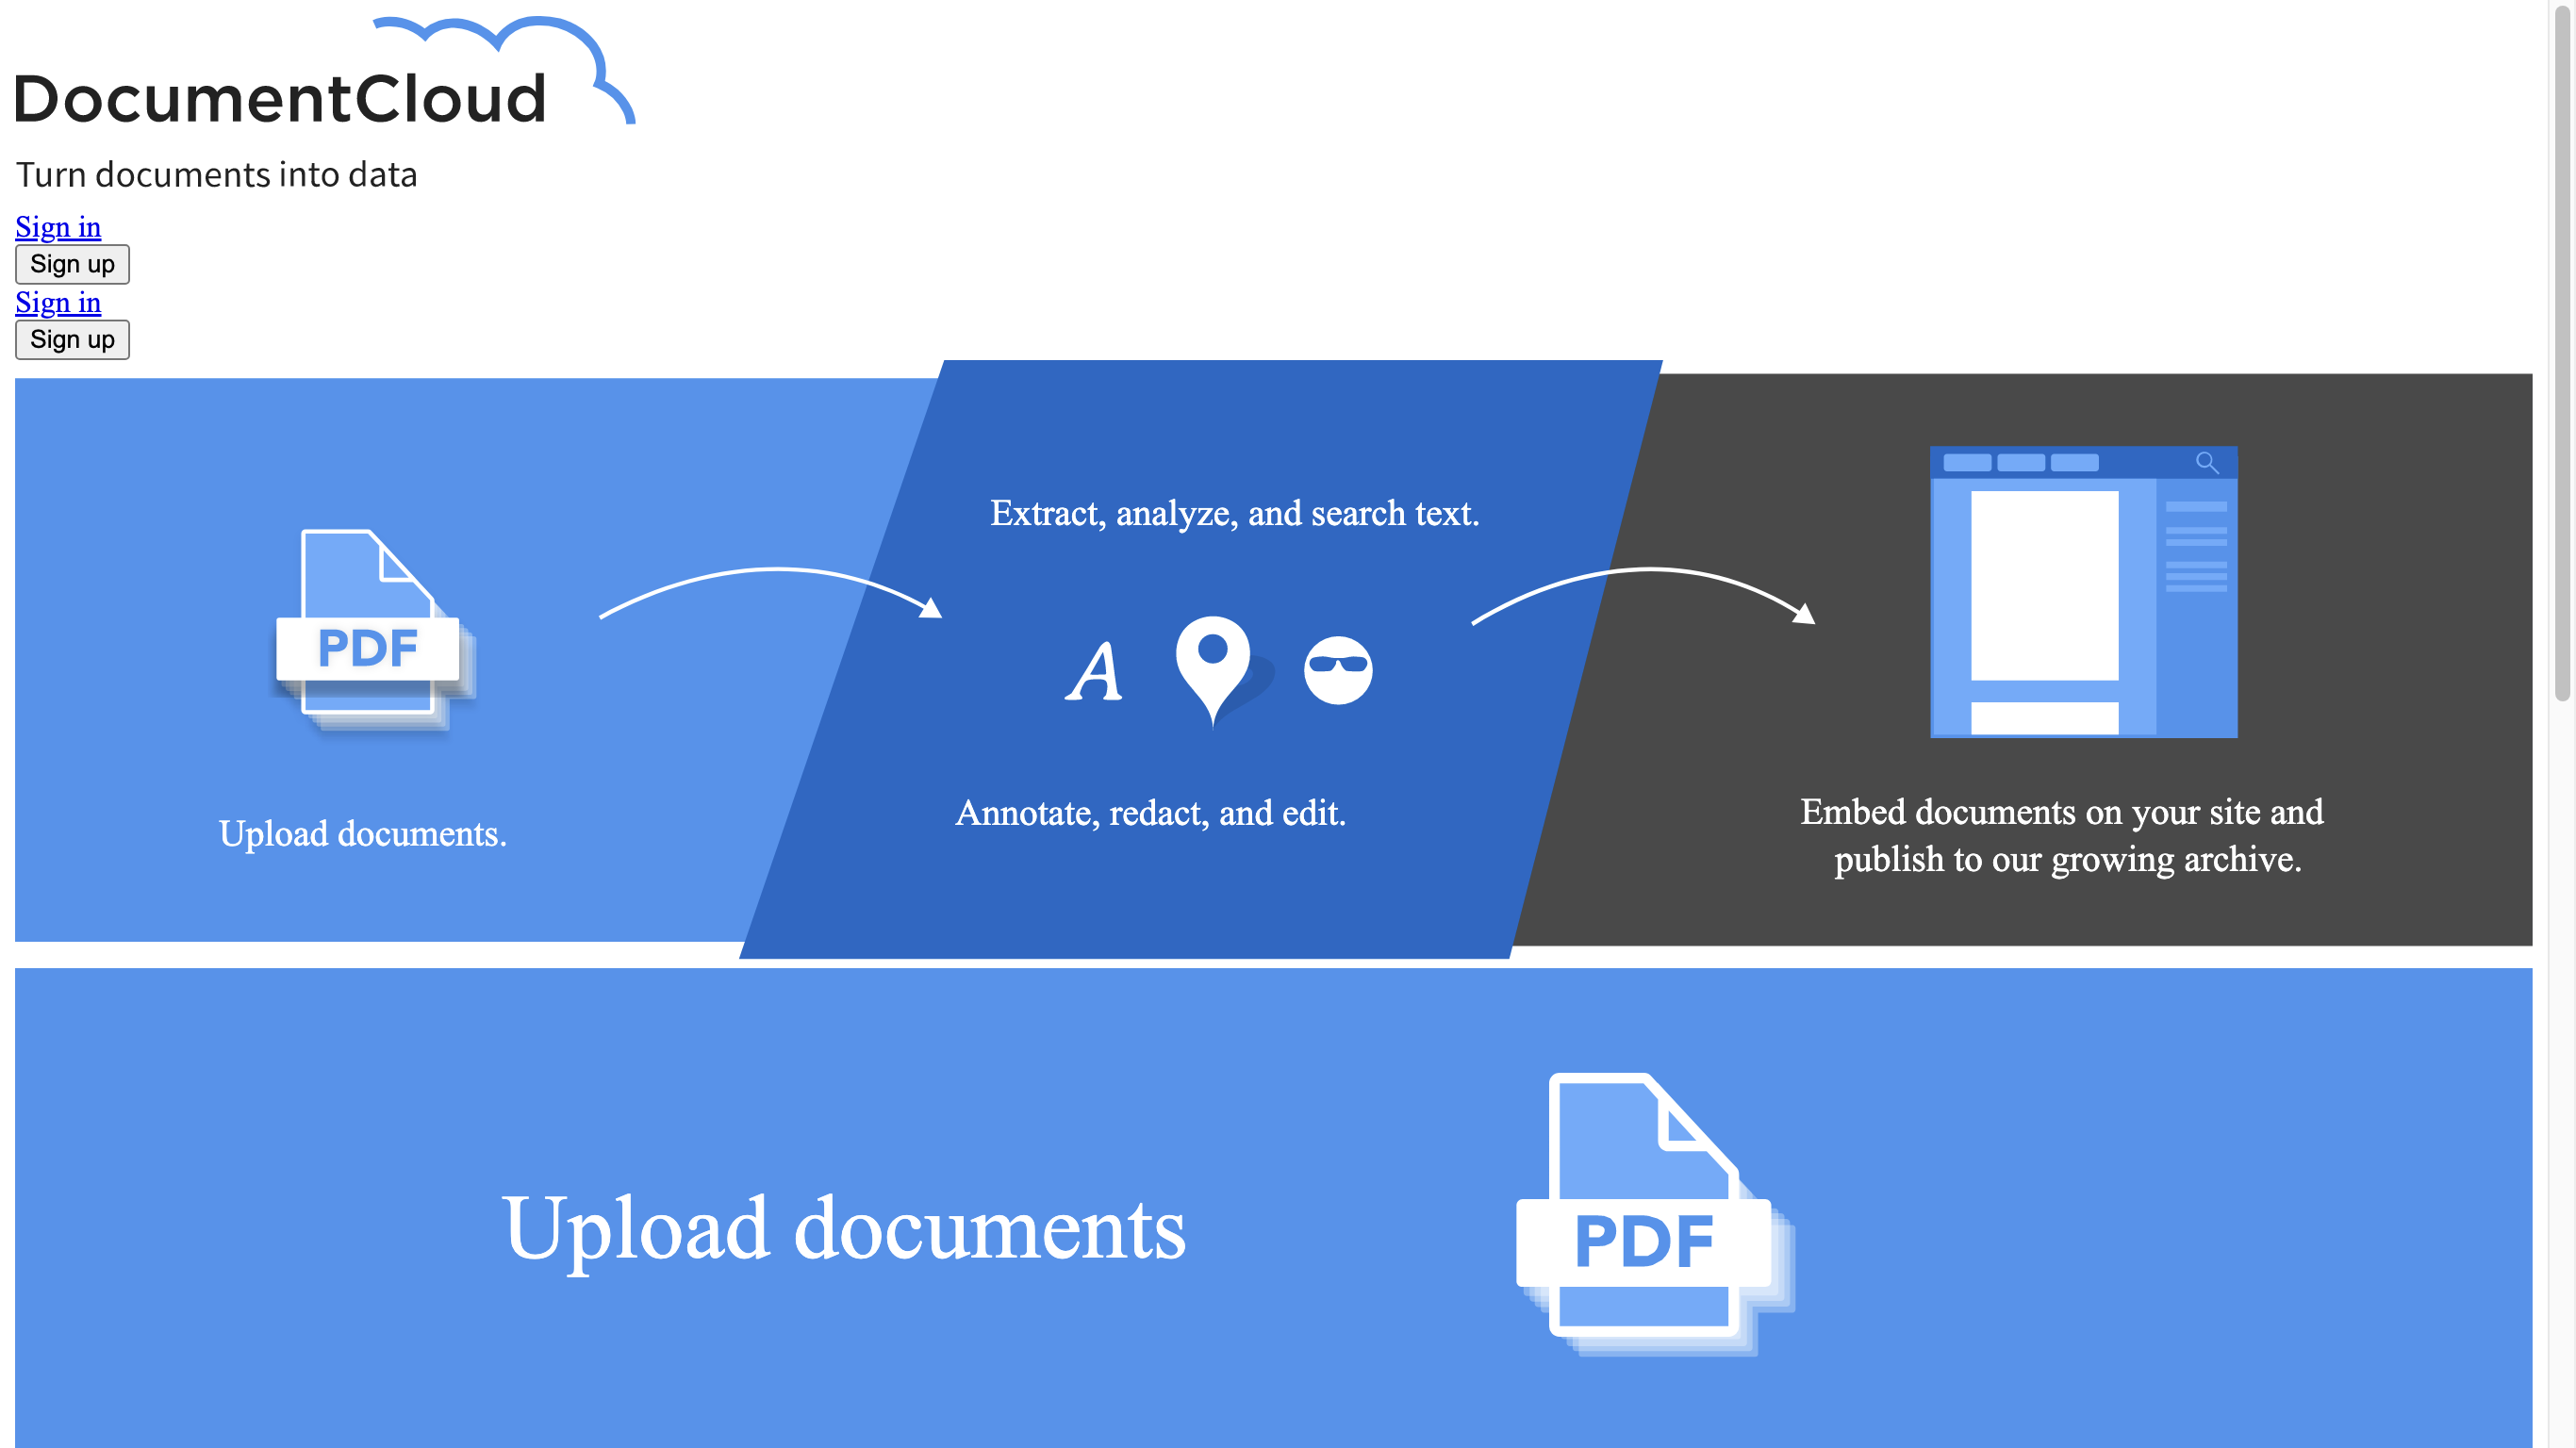 DocumentCloud
Turn documents into data
Sign in
Sign up
Sign in
Sign up
Extract, analyze, and search text.
PDF
A
Upload documents.
Annotate, redact, and edit.
Embed documents on your site and
publish to our growing archive.
Upload documents
PDF